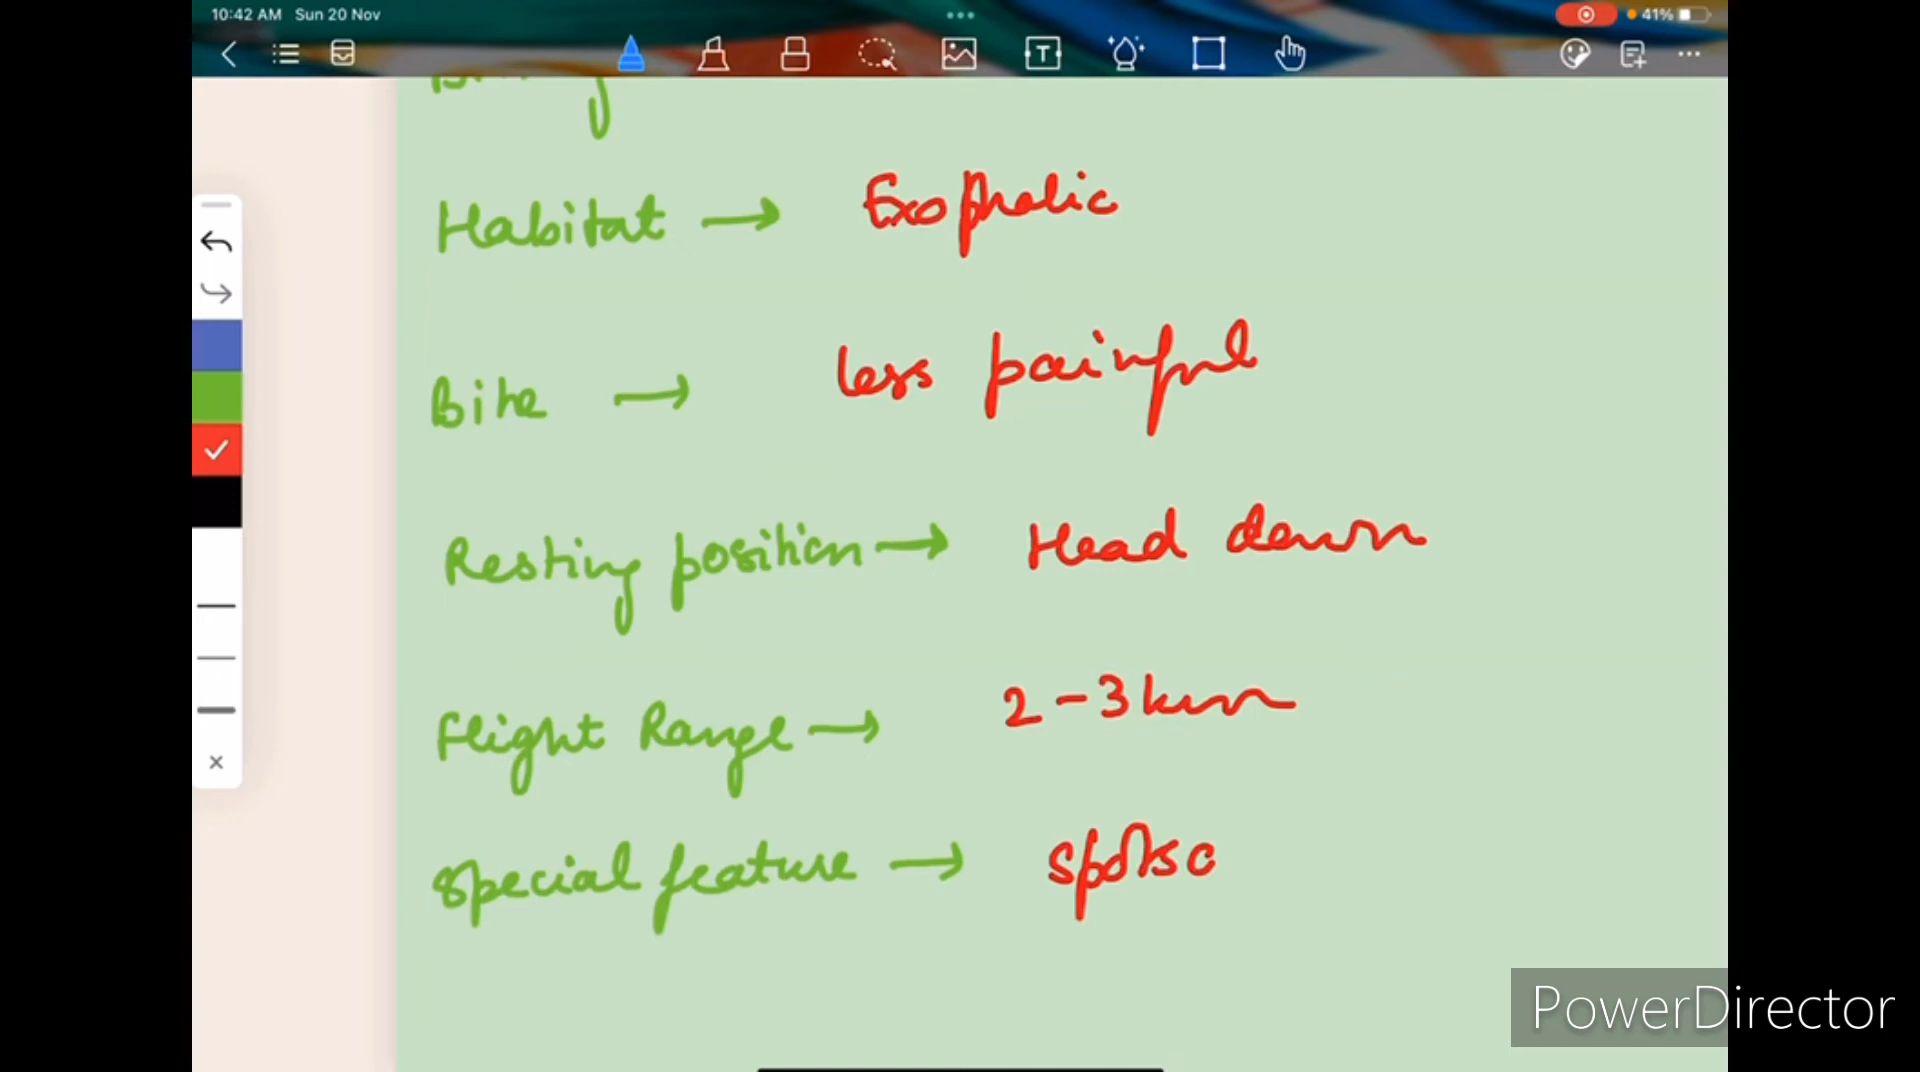 10:42 AM Sun 20 Nov
41%
Habitat → Exophalic
Bite → less painful
Resting position → Head down
Flight Range → 2-3 km
Special feature → spots o
PowerDirector